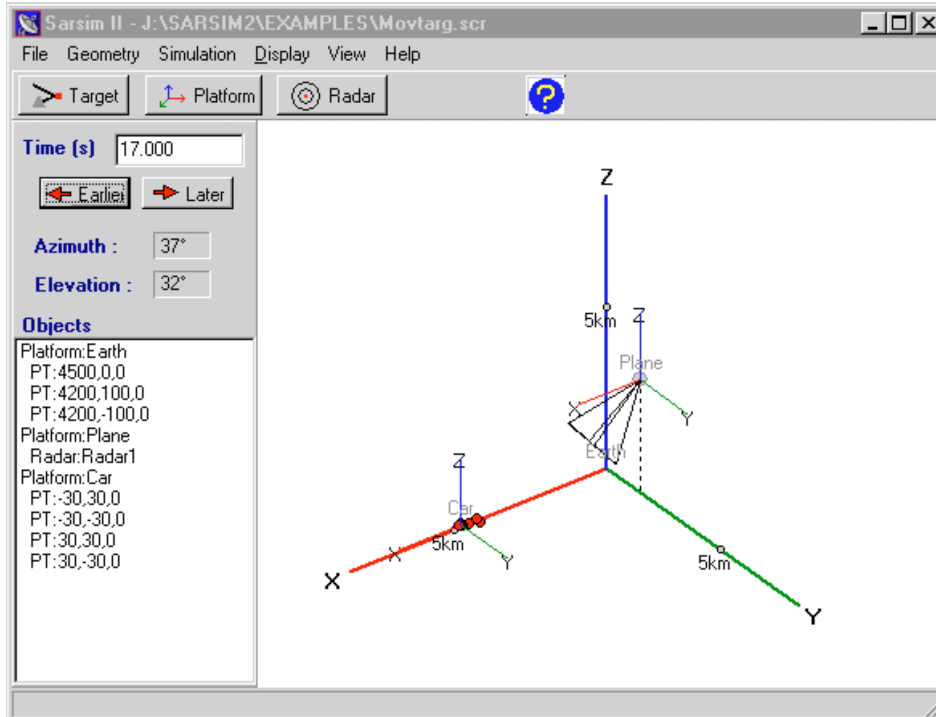 Sarsim II - J:\SARSIM2\EXAMPLES\Movtarg.scr
File Geometry Simulation Display View Help
Target Platform Radar ?
Time (s) 17.000
Earlier Later
Azimuth : 37°
Elevation : 32°
Objects
Platform:Earth
PT:4500,0,0
PT:4200,100,0
PT:4200,-100,0
Platform:Plane
Radar:Radar1
Platform:Car
PT:-30,30,0
PT:-30,-30,0
PT:30,30,0
PT:30,-30,0
Z
5km
Z
Plane
X
Y
Earth
Z
Car
5km
X
Y
X
5km
Y